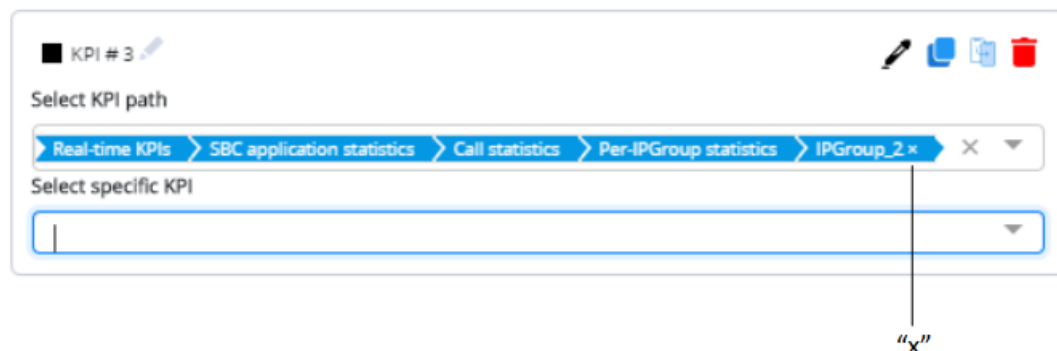 KPI # 3
Select KPI path
Real-time KPIs SBC application statistics Call statistics Per-IPGroup statistics IPGroup_2 × ×
Select specific KPI
“x”